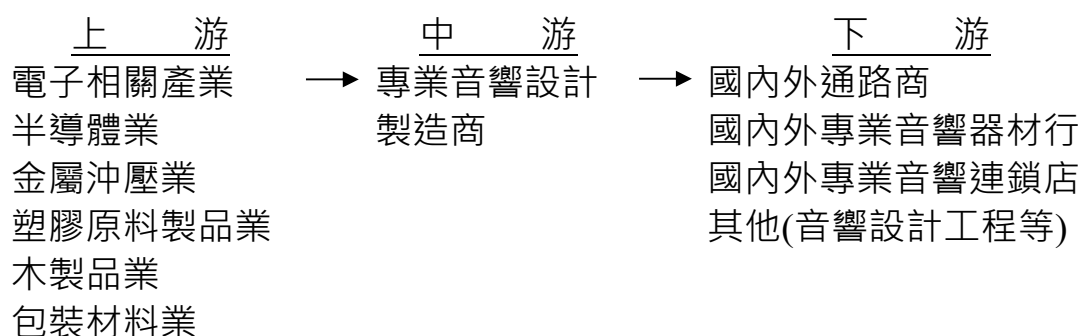 上 游 中 游 下 游
電子相關產業 → 專業音響設計 → 國內外通路商
半導體業 製造商 國內外專業音響器材行
金屬沖壓業 國內外專業音響連鎖店
塑膠原料製品業 其他(音響設計工程等)
木製品業
包裝材料業